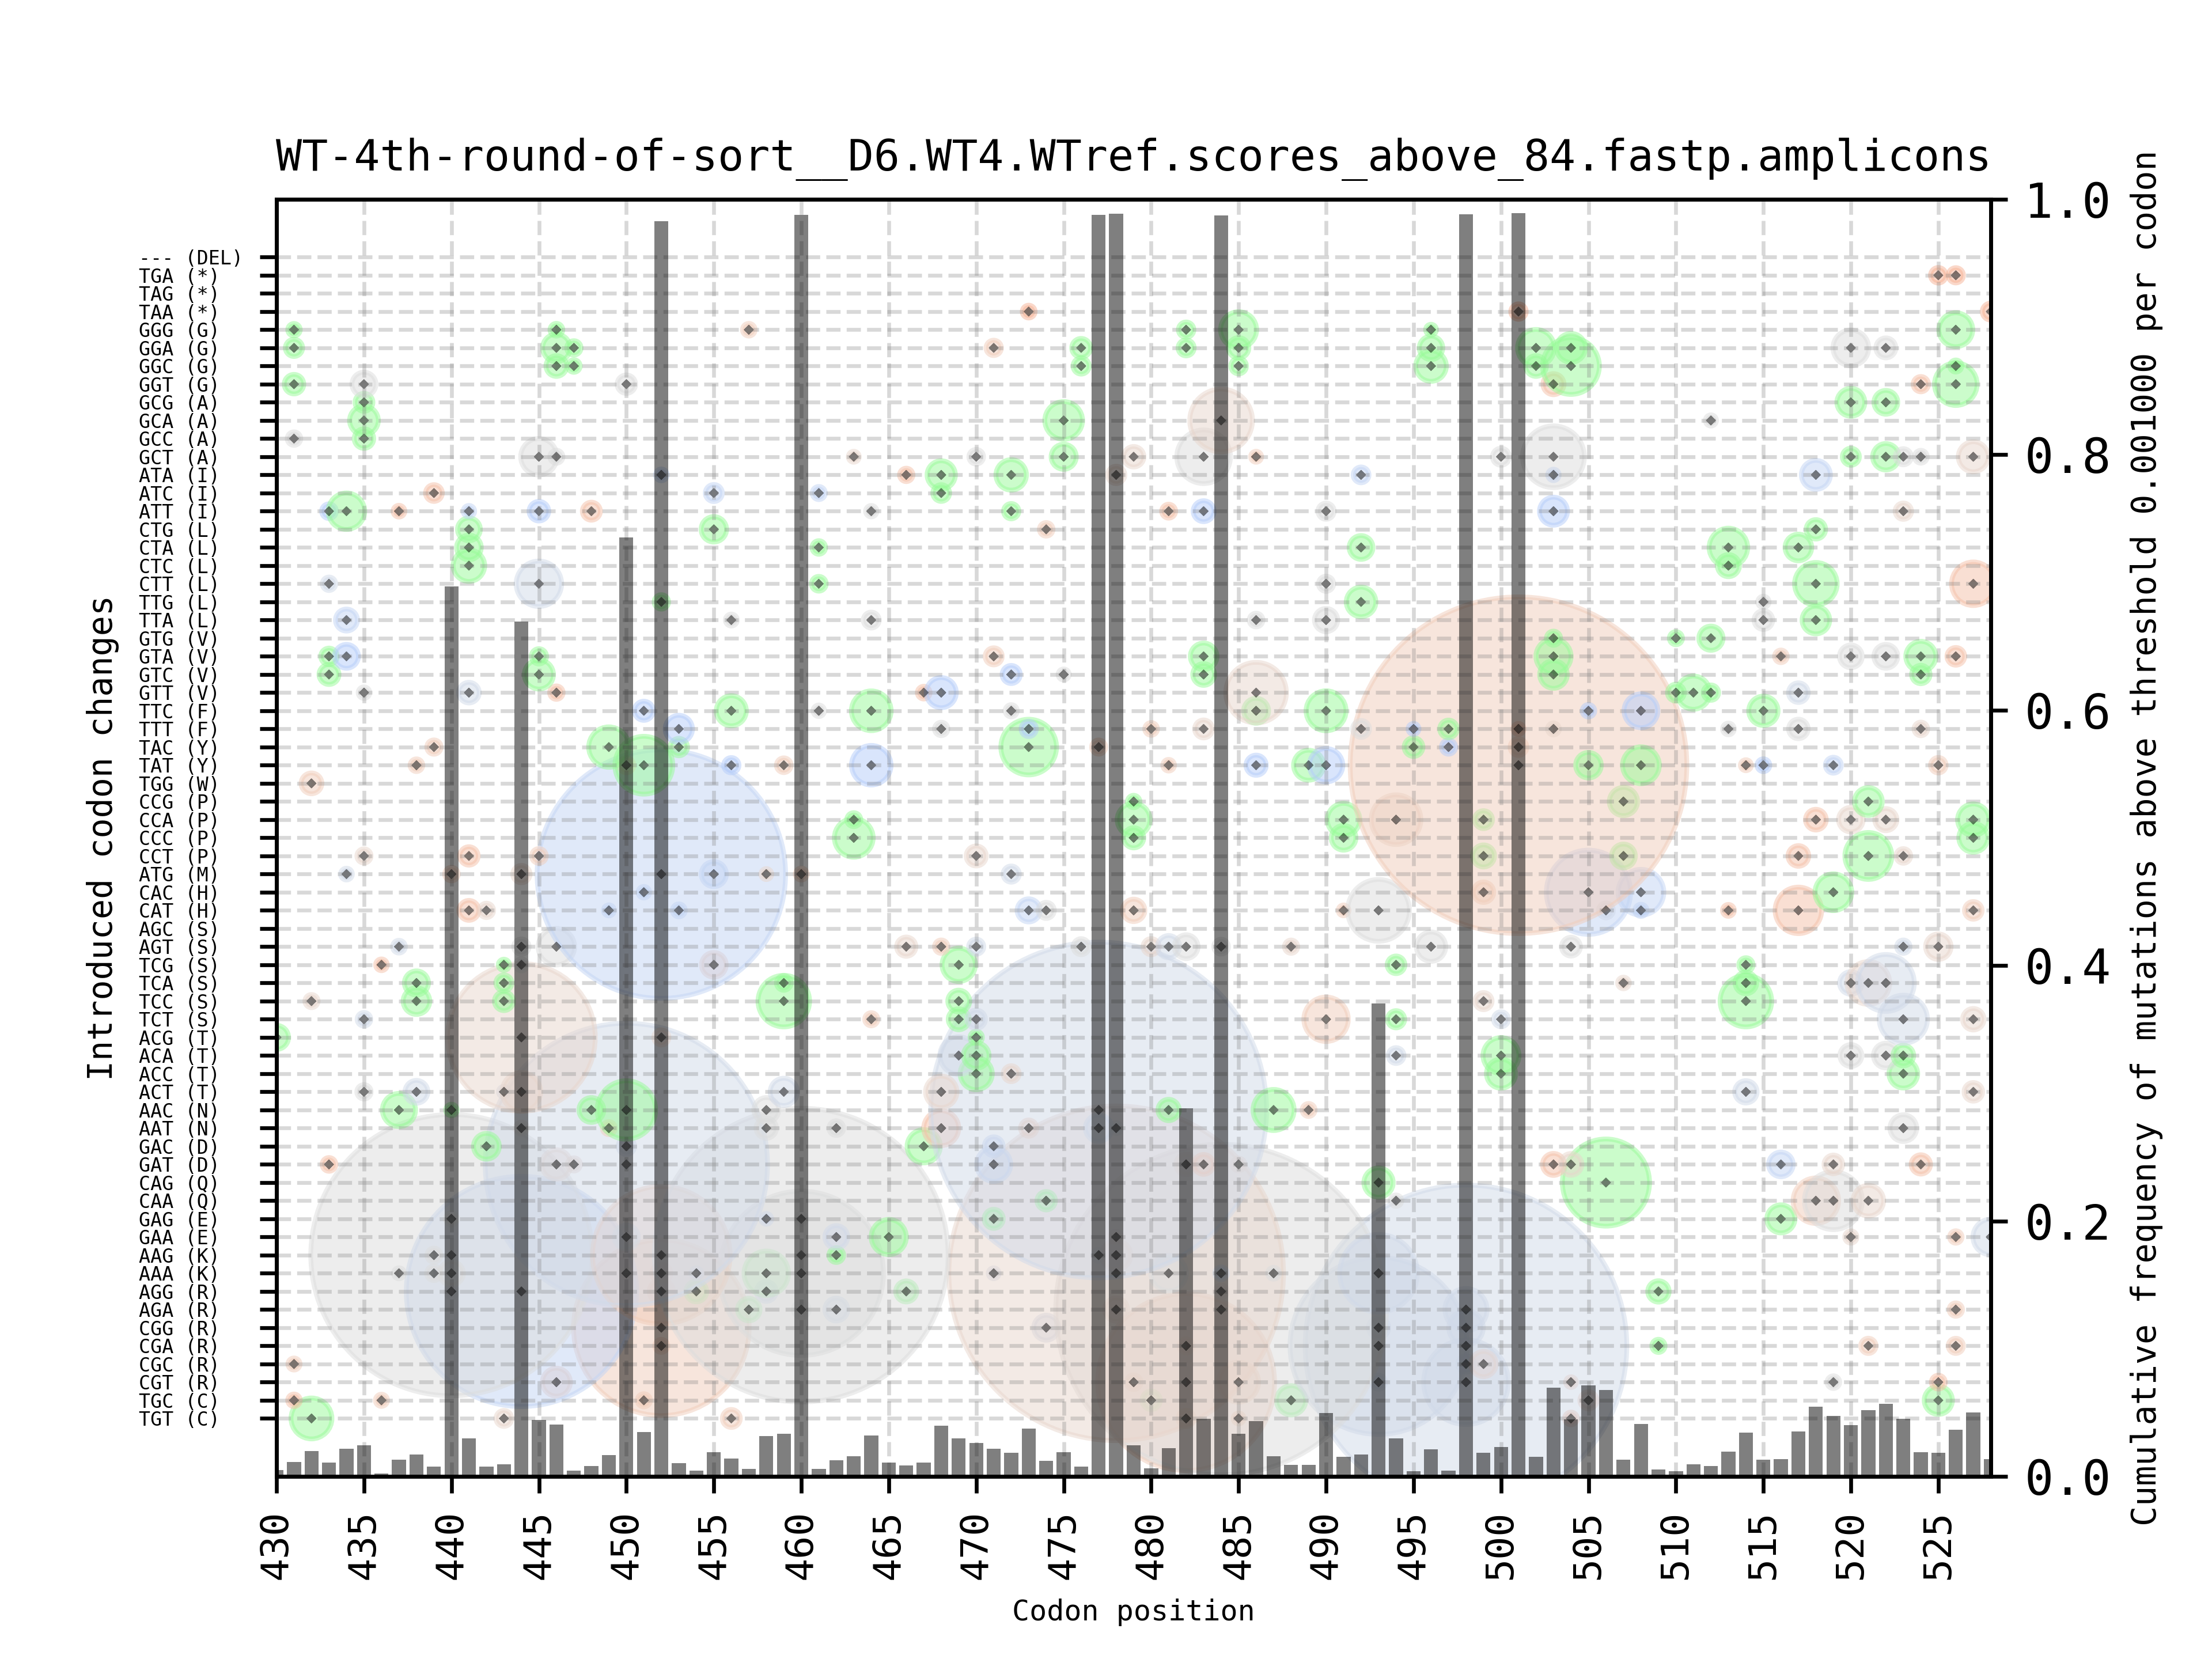 WT-4th-round-of-sort__D6.WT4.WTref.scores_above_84.fastp.amplicons
Introduced codon changes
--- (DEL)
TGA (*)
TAG (*)
TAA (*)
GGG (G)
GGA (G)
GGC (G)
GGT (G)
GCG (A)
GCA (A)
GCC (A)
GCT (A)
ATA (I)
ATC (I)
ATT (I)
CTG (L)
CTA (L)
CTC (L)
CTT (L)
TTG (L)
TTA (L)
GTG (V)
GTA (V)
GTC (V)
GTT (V)
TTC (F)
TTT (F)
TAC (Y)
TAT (Y)
TGG (W)
CCG (P)
CCA (P)
CCC (P)
CCT (P)
ATG (M)
CAC (H)
CAT (H)
AGC (S)
AGT (S)
TCG (S)
TCA (S)
TCC (S)
TCT (S)
ACG (T)
ACA (T)
ACC (T)
ACT (T)
AAC (N)
AAT (N)
GAC (D)
GAT (D)
CAG (Q)
CAA (Q)
GAG (E)
GAA (E)
AAG (K)
AAA (K)
AGG (R)
AGA (R)
CGG (R)
CGA (R)
CGC (R)
CGT (R)
TGC (C)
TGT (C)
1.0
0.8
0.6
0.4
0.2
0.0
Cumulative frequency of mutations above threshold 0.001000 per codon
430 435 440 445 450 455 460 465 470 475 480 485 490 495 500 505 510 515 520 525
Codon position